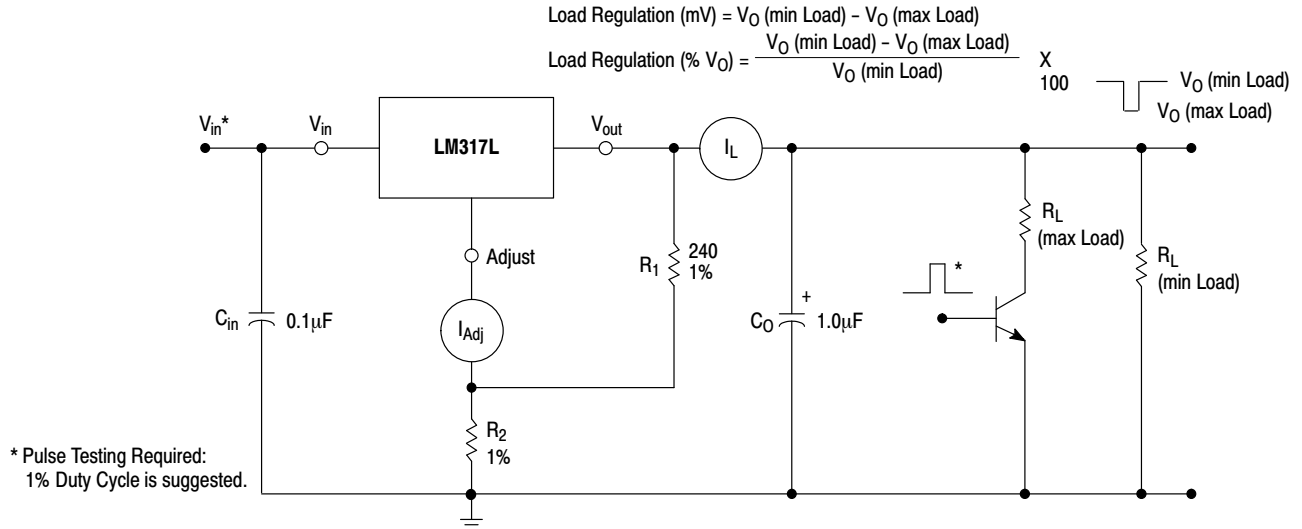 Load Regulation (mV) = VO (min Load) - VO (max Load)
Load Regulation (% VO) = VO (min Load) - VO (max Load)
VO (min Load)
X
100
VO (min Load)
VO (max Load)
Vin*
Vin
LM317L
Vout
IL
RL
(max Load)
RL
(min Load)
Adjust
R1
240
1%
*
Cin
0.1μF
IAdj
CO
+
1.0μF
R2
1%
* Pulse Testing Required:
1% Duty Cycle is suggested.